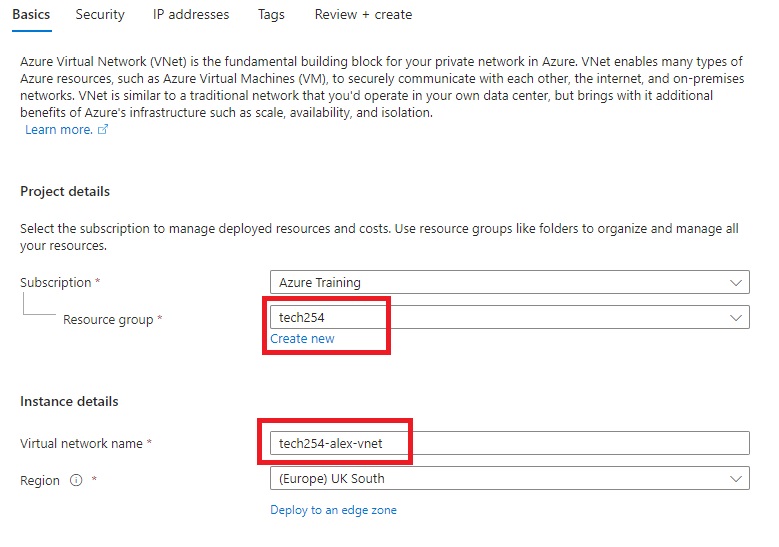 Basics Security IP addresses Tags Review + create
Azure Virtual Network (VNet) is the fundamental building block for your private network in Azure. VNet enables many types of
Azure resources, such as Azure Virtual Machines (VM), to securely communicate with each other, the internet, and on-premises
networks. VNet is similar to a traditional network that you'd operate in your own data center, but brings with it additional
benefits of Azure's infrastructure such as scale, availability, and isolation.
Learn more.
Project details
Select the subscription to manage deployed resources and costs. Use resource groups like folders to organize and manage all
your resources.
Subscription * Azure Training
Resource group * tech254
Create new
Instance details
Virtual network name * tech254-alex-vnet
Region * (Europe) UK South
Deploy to an edge zone